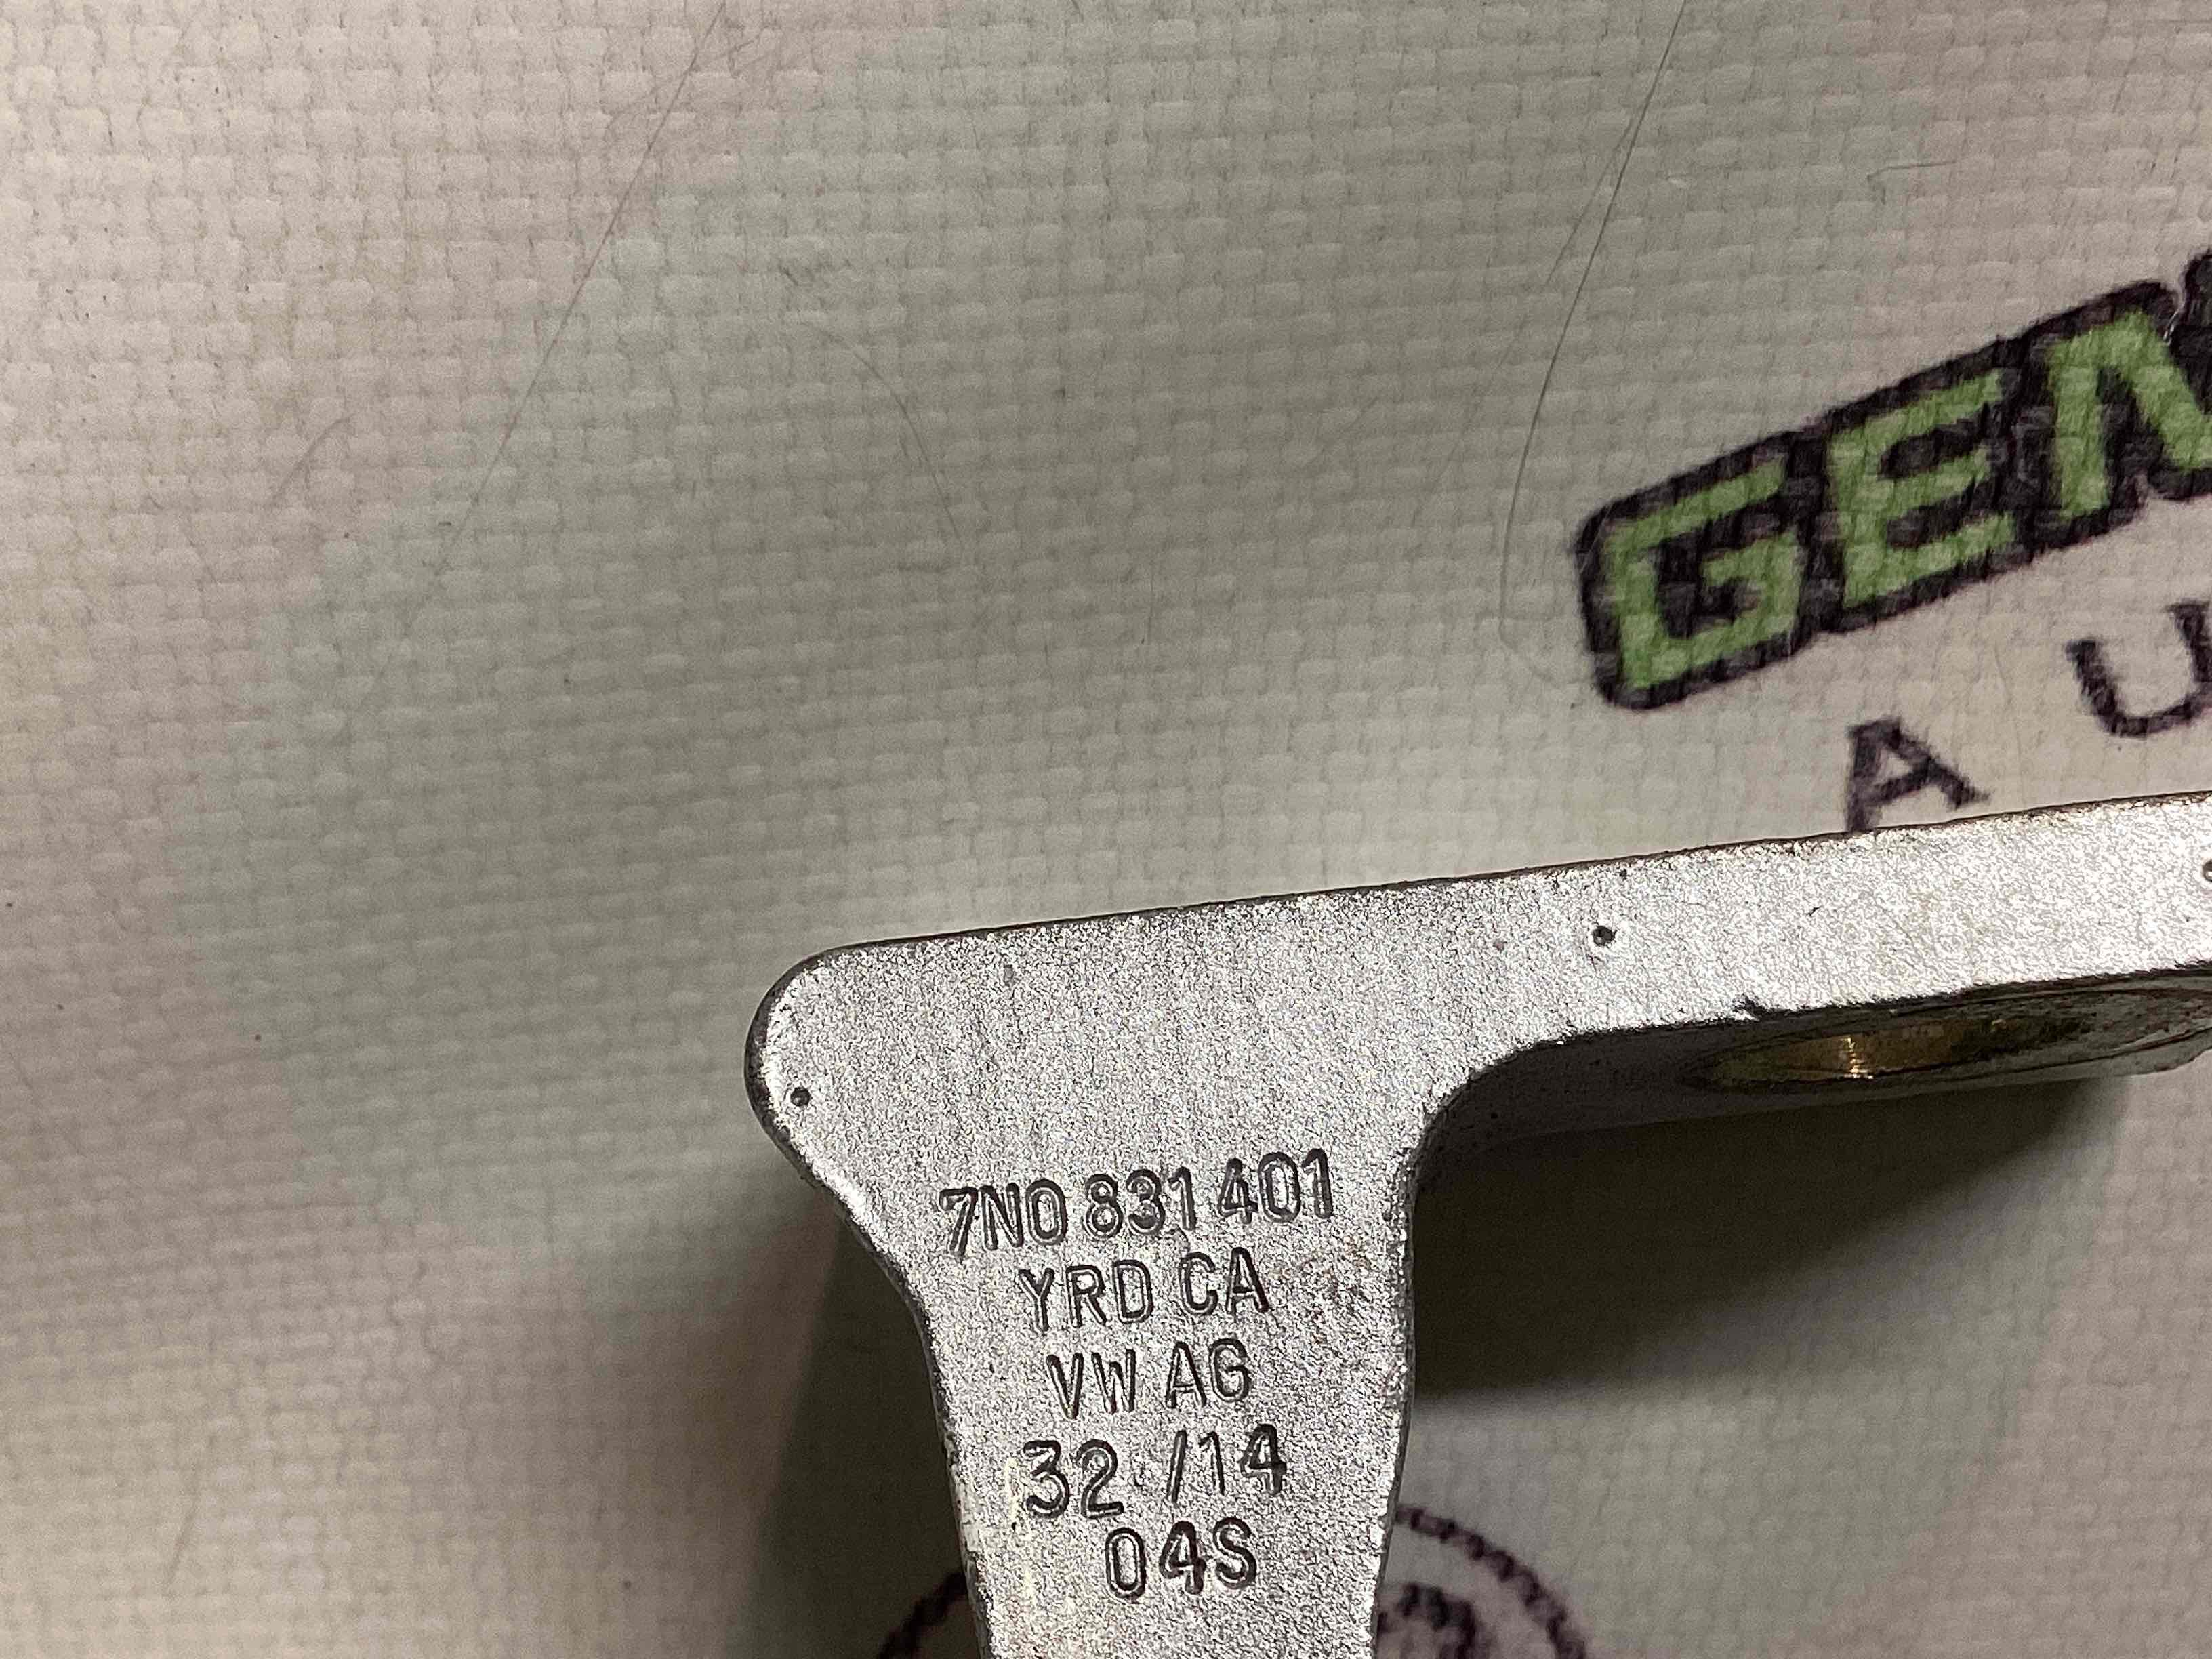 GEN
AU
7N0 831 401
YRD CA
VW AG
32 /14
04S